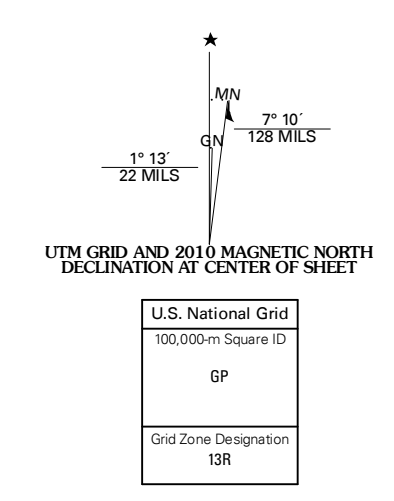 ★
MN
GN
7° 10´
128 MILS
1° 13´
22 MILS
UTM GRID AND 2010 MAGNETIC NORTH
DECLINATION AT CENTER OF SHEET
U.S. National Grid
100,000-m Square ID
GP
Grid Zone Designation
13R